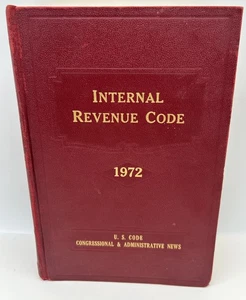 INTERNAL
REVENUE CODE
1972
U. S. CODE
CONGRESSIONAL & ADMINISTRATIVE NEWS